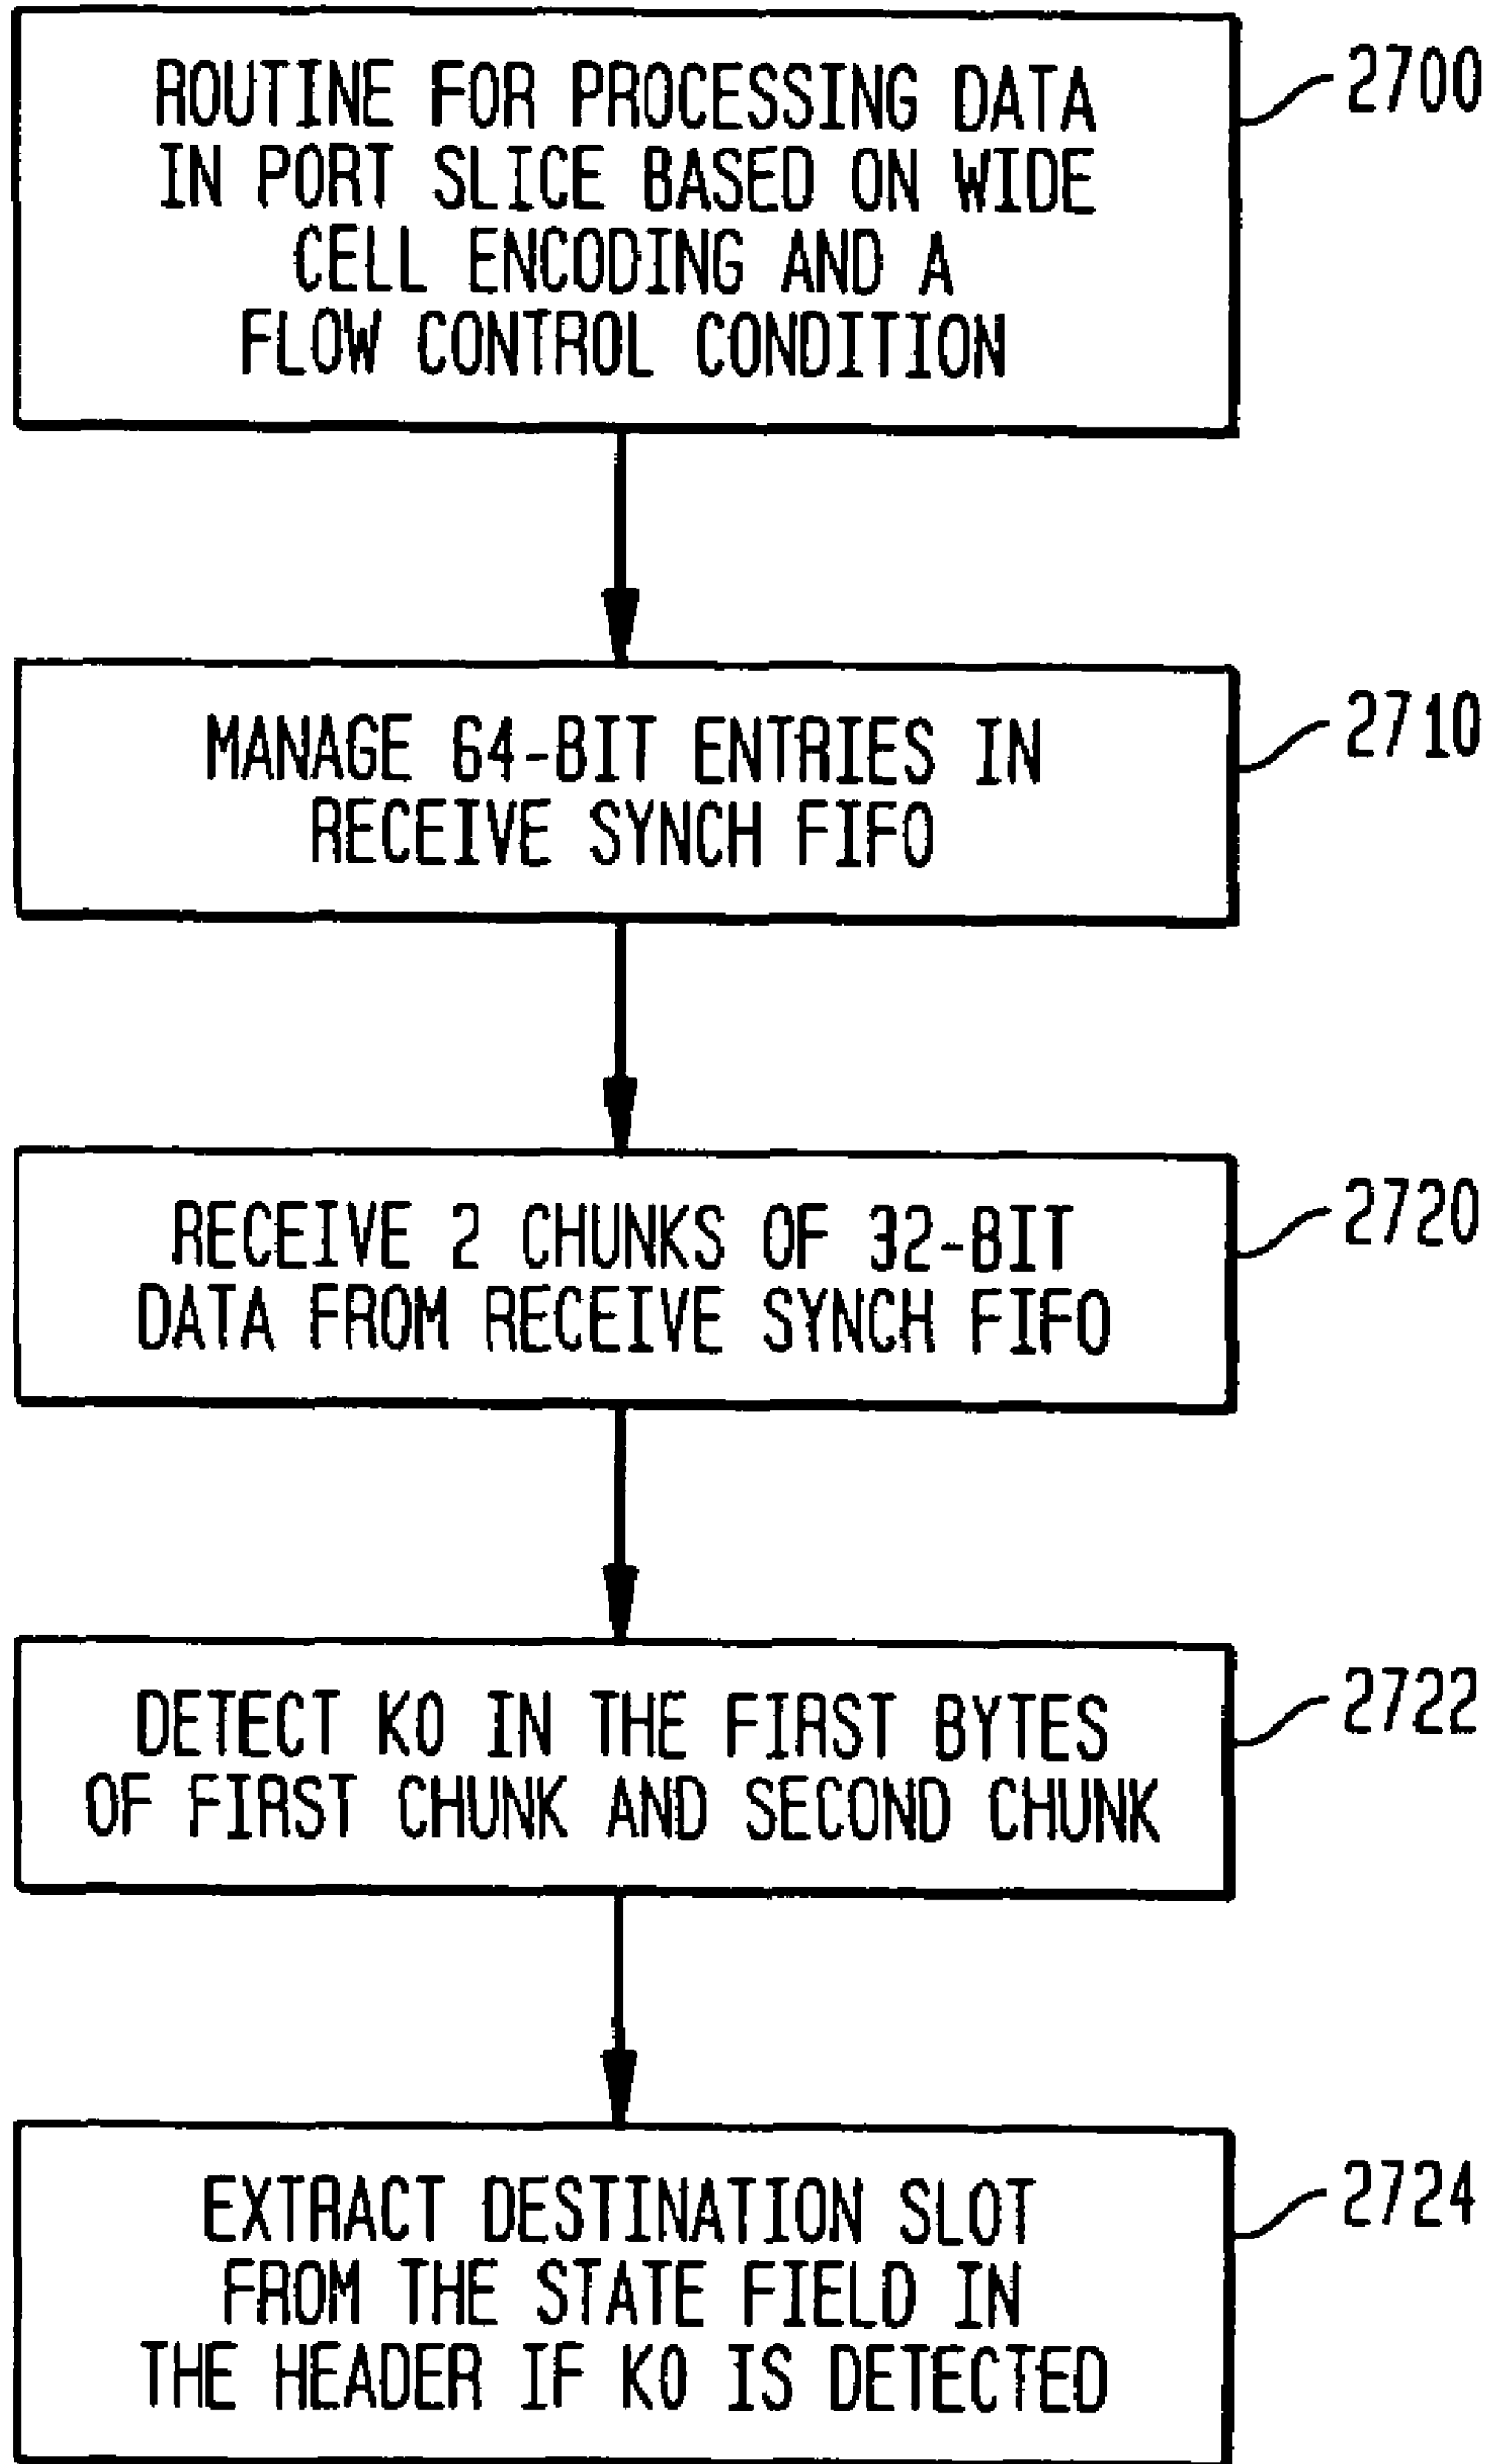 ROUTINE FOR PROCESSING DATA
IN PORT SLICE BASED ON WIDE
CELL ENCODING AND A
FLOW CONTROL CONDITION
2700
MANAGE 64-BIT ENTRIES IN
RECEIVE SYNCH FIFO
2710
RECEIVE 2 CHUNKS OF 32-BIT
DATA FROM RECEIVE SYNCH FIFO
2720
DETECT K0 IN THE FIRST BYTES
OF FIRST CHUNK AND SECOND CHUNK
2722
EXTRACT DESTINATION SLOT
FROM THE STATE FIELD IN
THE HEADER IF K0 IS DETECTED
2724